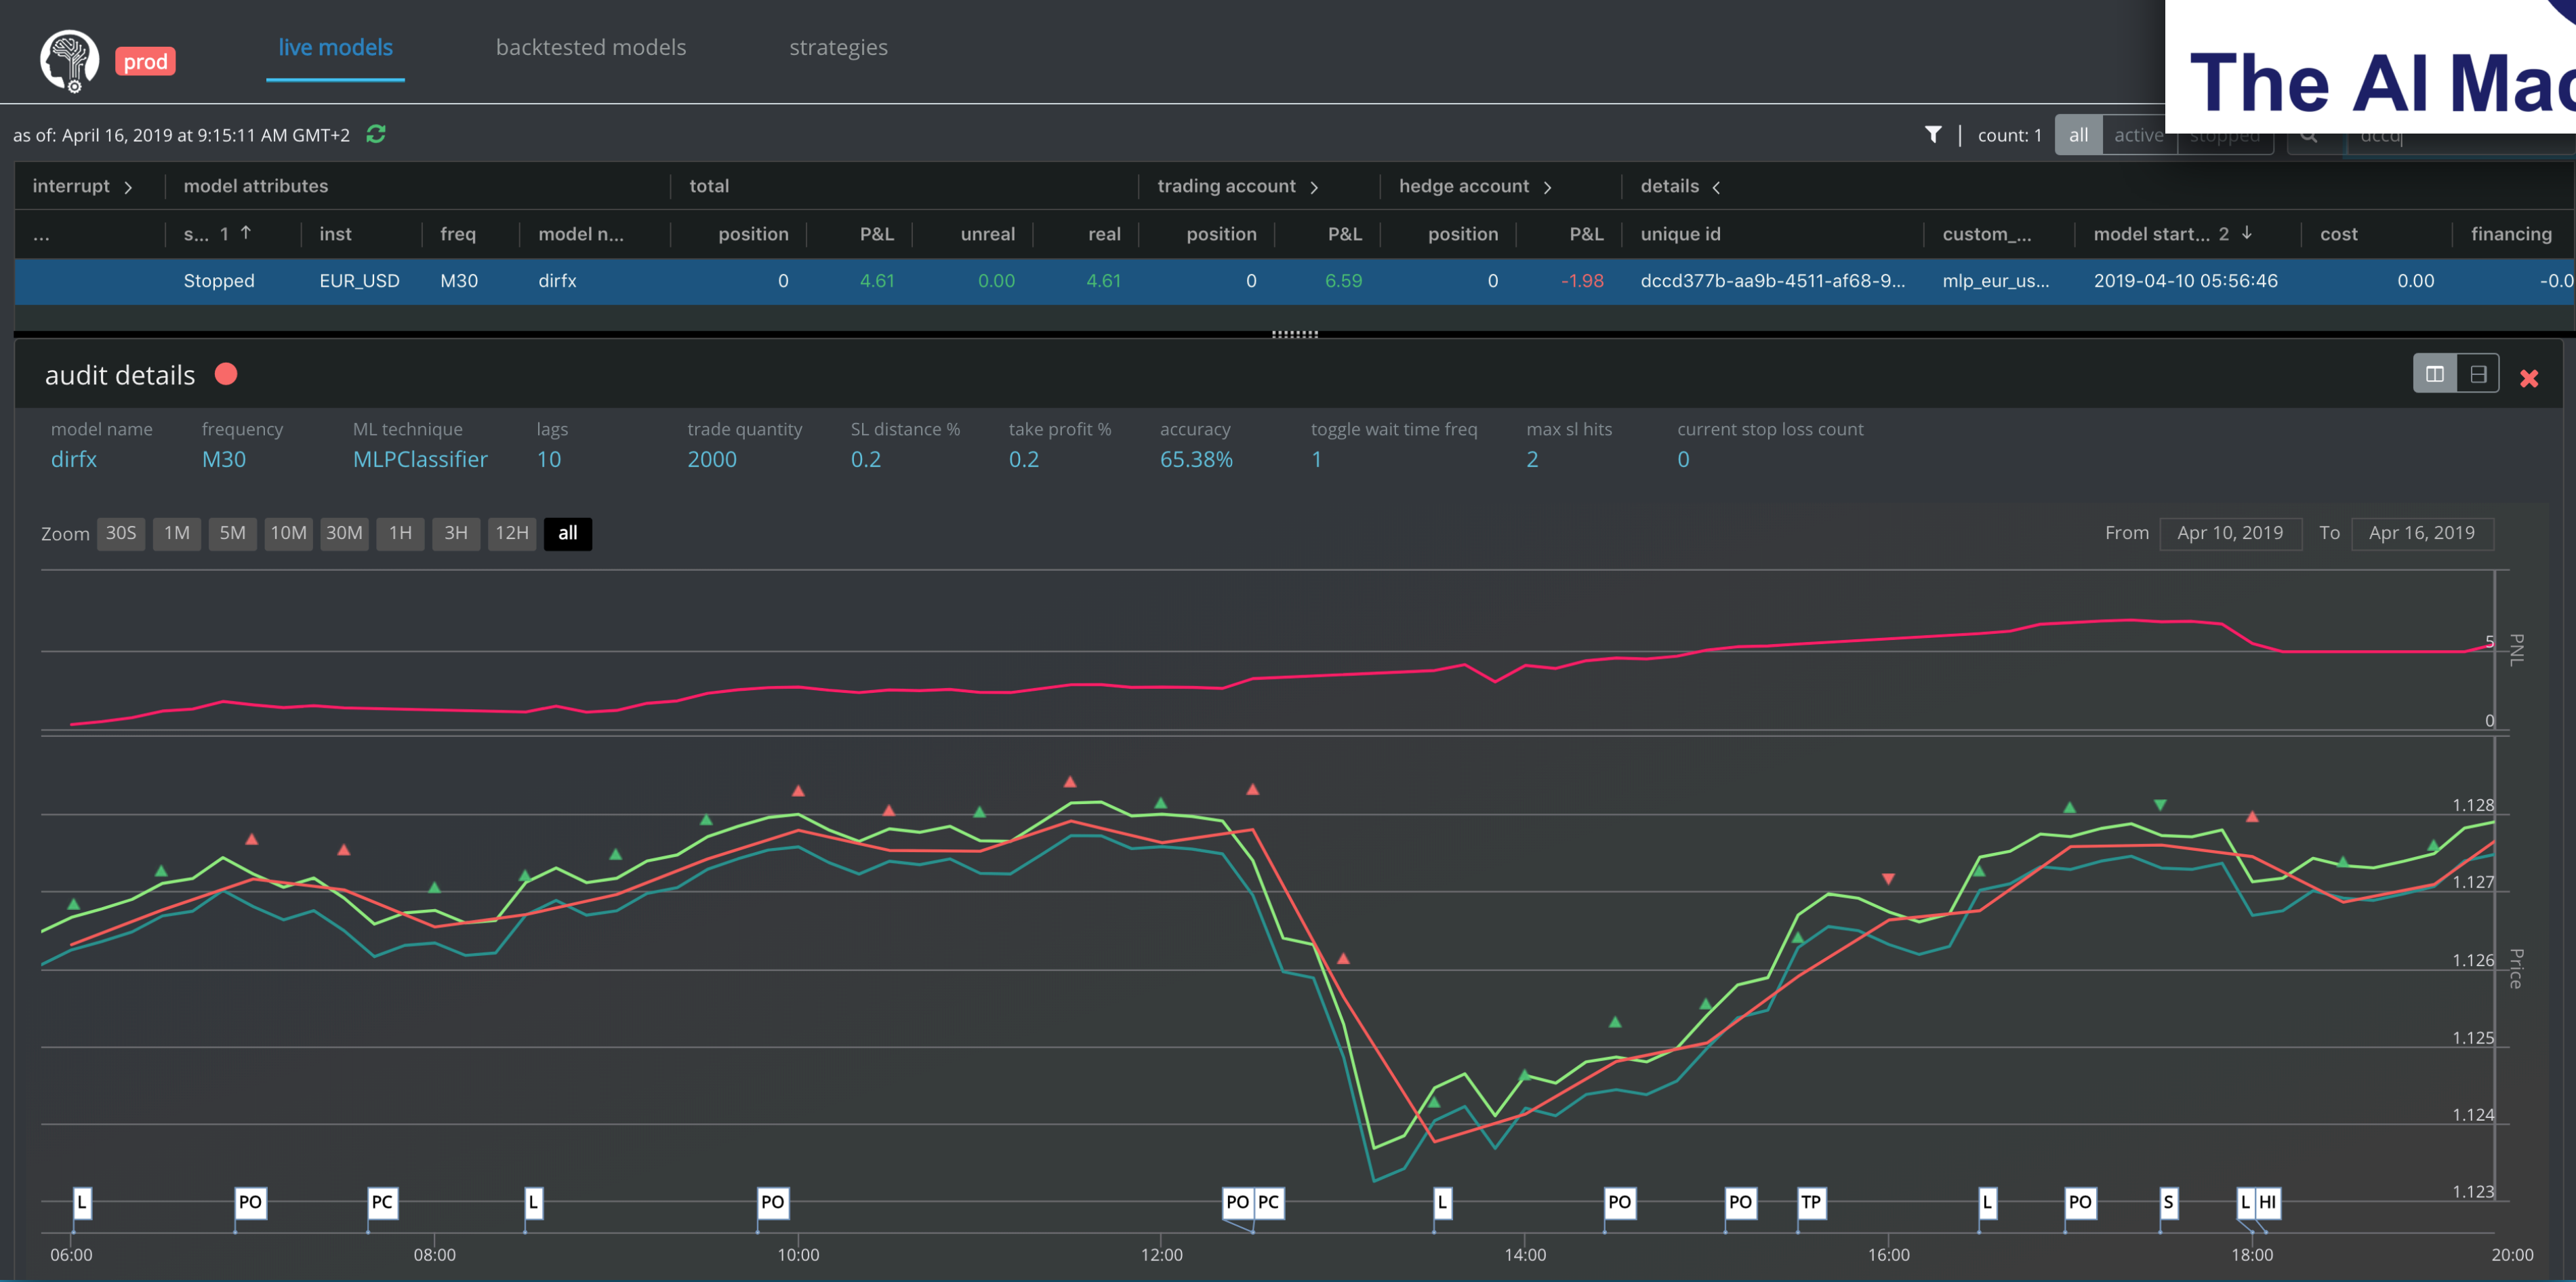 prod live models backtested models strategies
The AI Mac
as of: April 16, 2019 at 9:15:11 AM GMT+2 | count: 1 all active stopped dccd
interrupt > model attributes total trading account > hedge account > details <
... s... 1 ↑ inst freq model n... position P&L unreal real position P&L position P&L unique id custom_... model start... 2 ↓ cost financing
Stopped EUR_USD M30 dirfx 0 4.61 0.00 4.61 0 6.59 0 -1.98 dccd377b-aa9b-4511-af68-9... mlp_eur_us... 2019-04-10 05:56:46 0.00 -0.0
audit details
model name frequency ML technique lags trade quantity SL distance % take profit % accuracy toggle wait time freq max sl hits current stop loss count
dirfx M30 MLPClassifier 10 2000 0.2 0.2 65.38% 1 2 0
Zoom 30S 1M 5M 10M 30M 1H 3H 12H all From Apr 10, 2019 To Apr 16, 2019
5
PNL
0
1.128
1.127
1.126
Price
1.125
1.124
1.123
L PO PC L PO PO PC L PO PO TP L PO S L HI
06:00 08:00 10:00 12:00 14:00 16:00 18:00 20:00